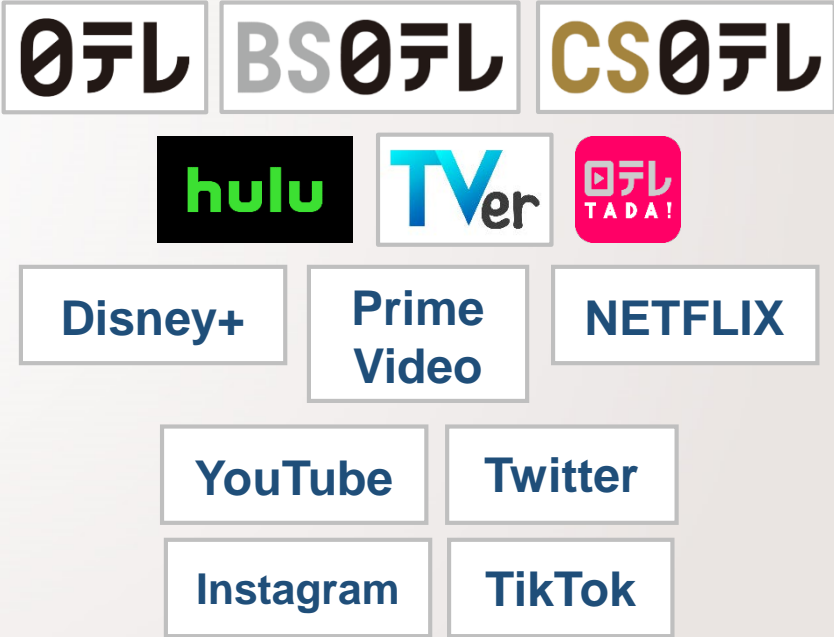 日テレ BS日テレ CS日テレ
hulu TVer 日テレ
TADA!
Disney+ Prime
Video NETFLIX
YouTube Twitter
Instagram TikTok